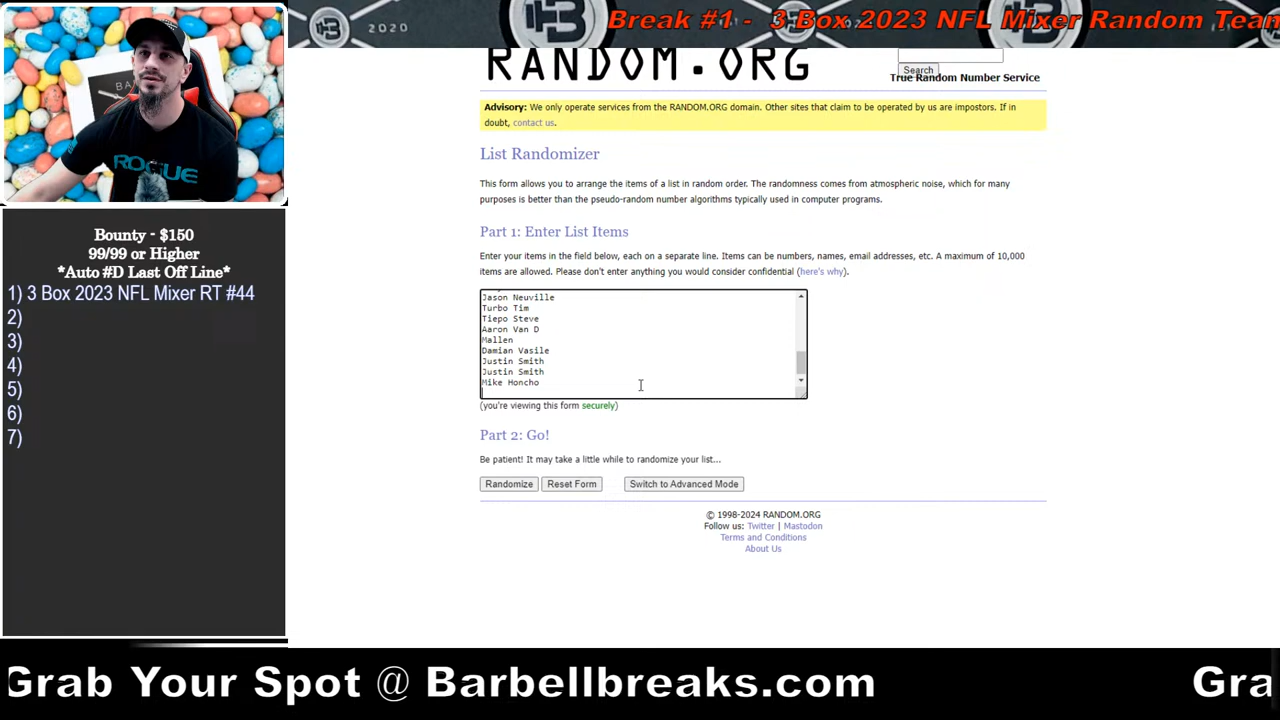 2020
Break #1 - 3 Box 2023 NFL Mixer Random Tea
RANDOM.ORG
Search
True Random Number Service
Advisory: We only operate services from the RANDOM.ORG domain. Other sites that claim to be operated by us are impostors. If in
doubt, contact us.
List Randomizer
This form allows you to arrange the items of a list in random order. The randomness comes from atmospheric noise, which for many
purposes is better than the pseudo-random number algorithms typically used in computer programs.
Part 1: Enter List Items
Enter your items in the field below, each on a separate line. Items can be numbers, names, email addresses, etc. A maximum of 10,000
items are allowed. Please don't enter anything you would consider confidential (here's why).
Jason Neuville
Turbo Tim
Tiepo Steve
Aaron Van D
Mallen
Damian Vasile
Justin Smith
Justin Smith
Mike Honcho
(you're viewing this form securely)
Part 2: Go!
Be patient! It may take a little while to randomize your list...
Randomize Reset Form Switch to Advanced Mode
© 1998-2024 RANDOM.ORG
Follow us: Twitter | Mastodon
Terms and Conditions
About Us
ROGUE
Bounty - $150
99/99 or Higher
*Auto #D Last Off Line*
1) 3 Box 2023 NFL Mixer RT #44
2)
3)
4)
5)
6)
7)
Grab Your Spot @ Barbellbreaks.com
Gra